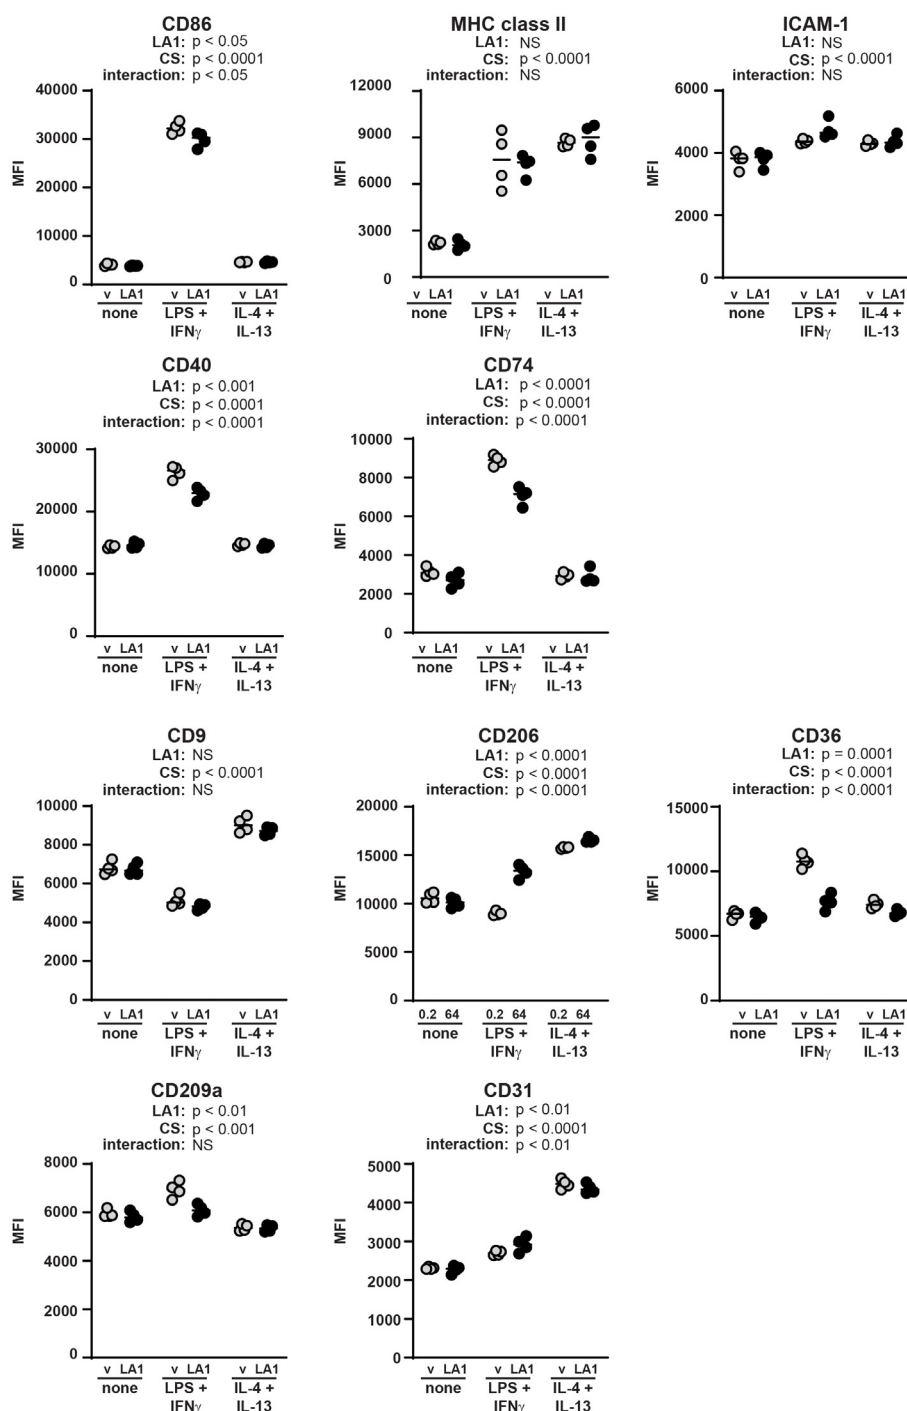 CD86
LA1: p < 0.05
CS: p < 0.0001
interaction: p < 0.05
40000
30000
20000
10000
0
MFI
v LA1 v LA1 v LA1
none LPS + IL-4 +
IFNγ IL-13
MHC class II
LA1: NS
CS: p < 0.0001
interaction: NS
12000
9000
6000
3000
0
MFI
v LA1 v LA1 v LA1
none LPS + IL-4 +
IFNγ IL-13
ICAM-1
LA1: NS
CS: p < 0.0001
interaction: NS
6000
4000
2000
0
MFI
v LA1 v LA1 v LA1
none LPS + IL-4 +
IFNγ IL-13
CD40
LA1: p < 0.001
CS: p < 0.0001
interaction: p < 0.0001
30000
20000
10000
0
MFI
v LA1 v LA1 v LA1
none LPS + IL-4 +
IFNγ IL-13
CD74
LA1: p < 0.0001
CS: p < 0.0001
interaction: p < 0.0001
10000
8000
6000
4000
2000
0
MFI
v LA1 v LA1 v LA1
none LPS + IL-4 +
IFNγ IL-13
CD9
LA1: NS
CS: p < 0.0001
interaction: NS
10000
8000
6000
4000
2000
0
MFI
v LA1 v LA1 v LA1
none LPS + IL-4 +
IFNγ IL-13
CD206
LA1: p < 0.0001
CS: p < 0.0001
interaction: p < 0.0001
20000
15000
10000
5000
0
MFI
0.2 64 0.2 64 0.2 64
none LPS + IL-4 +
IFNγ IL-13
CD36
LA1: p = 0.0001
CS: p < 0.0001
interaction: p < 0.0001
15000
10000
5000
0
MFI
v LA1 v LA1 v LA1
none LPS + IL-4 +
IFNγ IL-13
CD209a
LA1: p < 0.01
CS: p < 0.001
interaction: NS
8000
6000
4000
2000
0
MFI
v LA1 v LA1 v LA1
none LPS + IL-4 +
IFNγ IL-13
CD31
LA1: p < 0.01
CS: p < 0.0001
interaction: p < 0.01
5000
4000
3000
2000
1000
0
MFI
v LA1 v LA1 v LA1
none LPS + IL-4 +
IFNγ IL-13